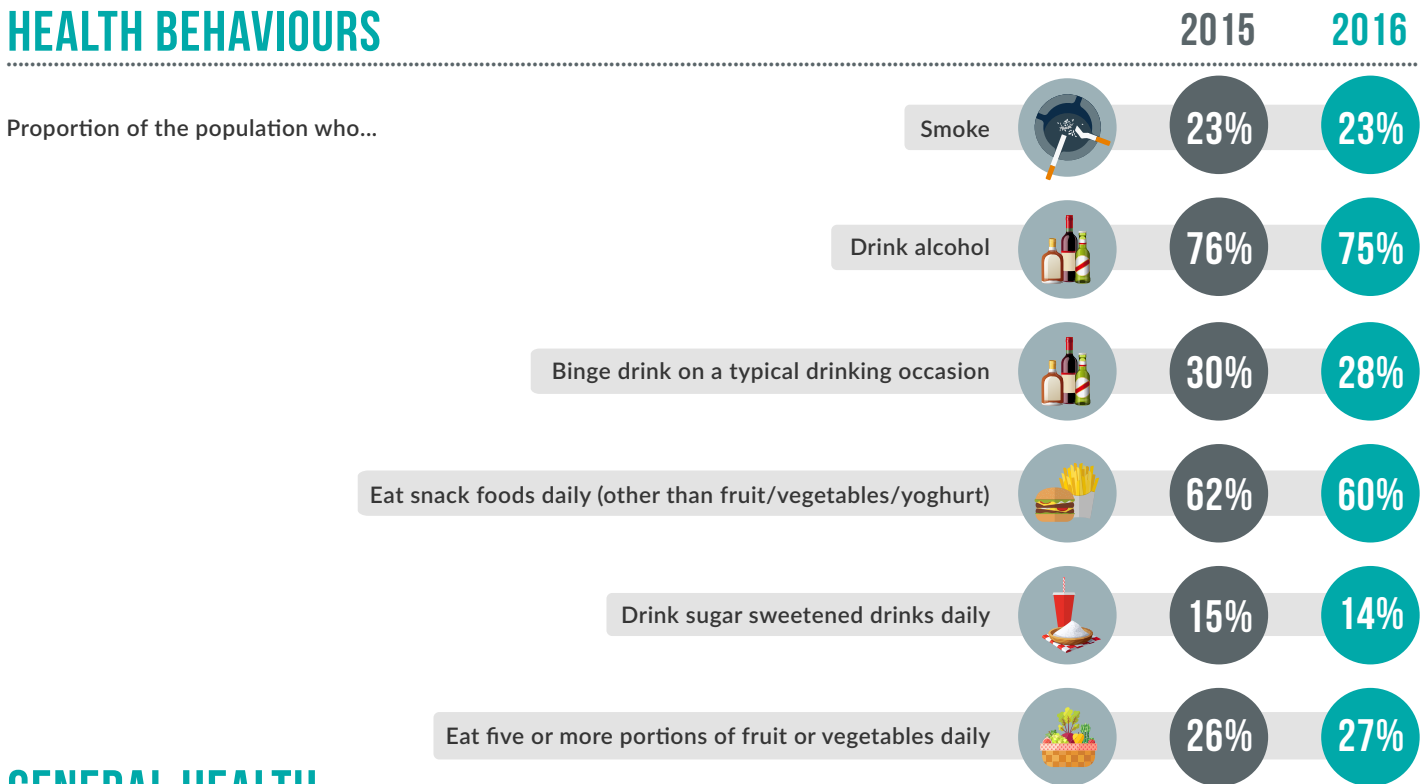 HEALTH BEHAVIOURS 2015 2016
Proportion of the population who... Smoke 23% 23%
Drink alcohol 76% 75%
Binge drink on a typical drinking occasion 30% 28%
Eat snack foods daily (other than fruit/vegetables/yoghurt) 62% 60%
Drink sugar sweetened drinks daily 15% 14%
Eat five or more portions of fruit or vegetables daily 26% 27%
GENERAL HEALTH